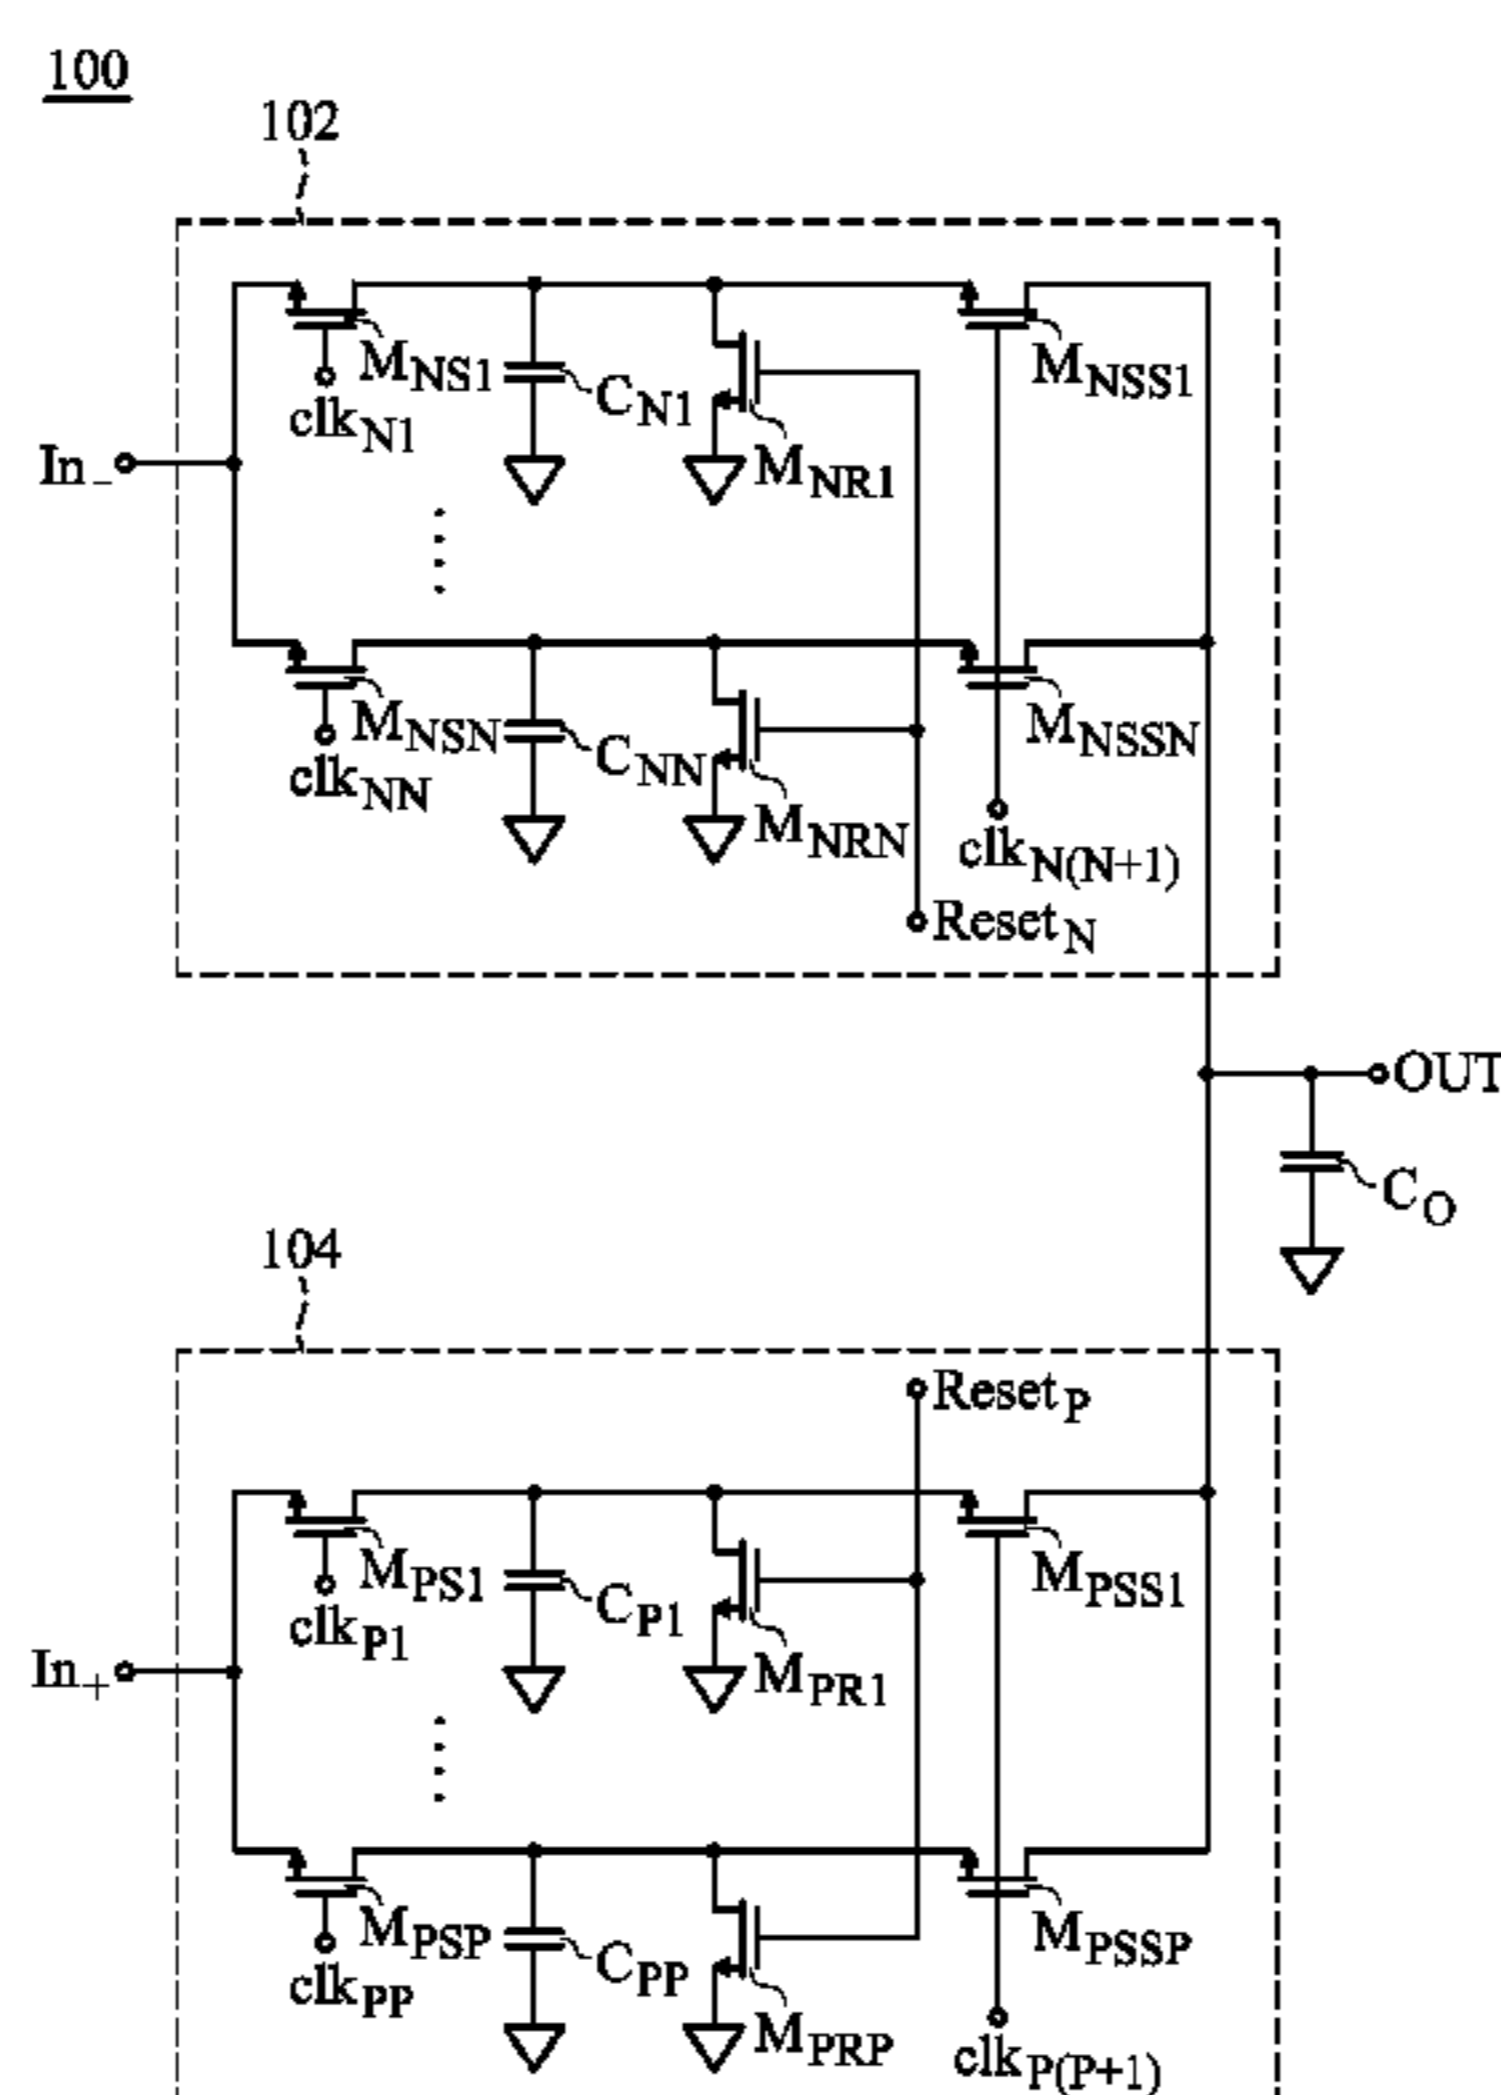 100
102
M_NS1
clk_N1
C_N1
M_NR1
M_NSS1
In_-
M_NSN
clk_NN
C_NN
M_NRN
M_NSSN
clk_N(N+1)
Reset_N
OUT
C_O
104
Reset_P
M_PS1
clk_P1
C_P1
M_PR1
M_PSS1
In_+
M_PSP
clk_PP
C_PP
M_PRP
M_PSSP
clk_P(P+1)